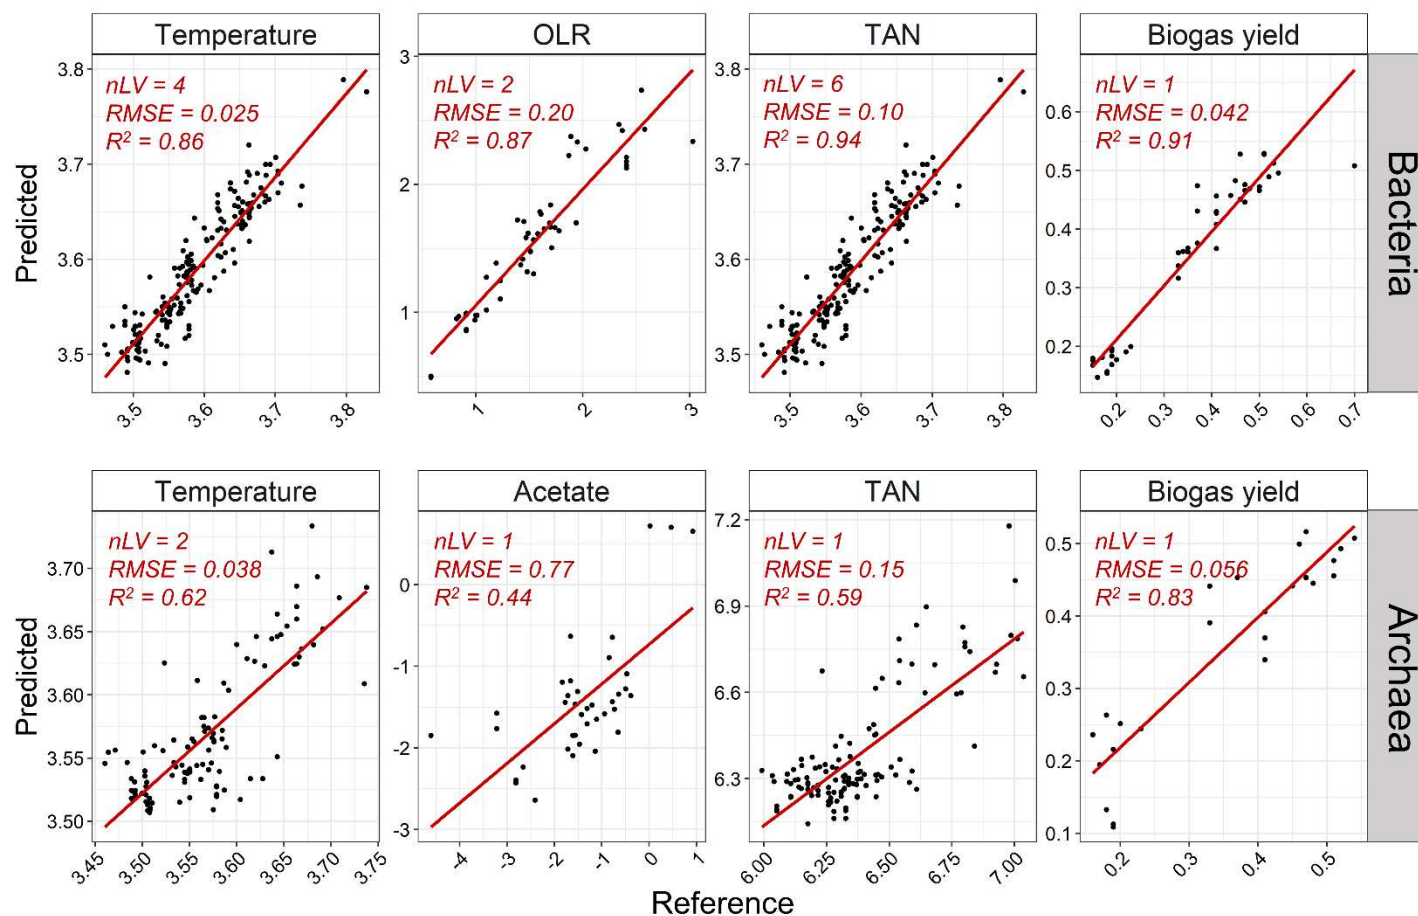 Temperature
OLR
TAN
Biogas yield
nLV = 4
RMSE = 0.025
R² = 0.86
nLV = 2
RMSE = 0.20
R² = 0.87
nLV = 6
RMSE = 0.10
R² = 0.94
nLV = 1
RMSE = 0.042
R² = 0.91
Predicted
Bacteria
3.8
3.7
3.6
3.5
3
2
1
3.8
3.7
3.6
3.5
0.6
0.5
0.4
0.3
0.2
3.5 3.6 3.7 3.8
1 2 3
3.5 3.6 3.7 3.8
0.2 0.3 0.4 0.5 0.6 0.7
Temperature
Acetate
TAN
Biogas yield
nLV = 2
RMSE = 0.038
R² = 0.62
nLV = 1
RMSE = 0.77
R² = 0.44
nLV = 1
RMSE = 0.15
R² = 0.59
nLV = 1
RMSE = 0.056
R² = 0.83
Predicted
Archaea
3.70
3.65
3.60
3.55
3.50
0
-1
-2
-3
7.2
6.9
6.6
6.3
0.5
0.4
0.3
0.2
0.1
3.45 3.50 3.55 3.60 3.65 3.70 3.75
-4 -3 -2 -1 0 1
6.00 6.25 6.50 6.75 7.00
0.2 0.3 0.4 0.5
Reference